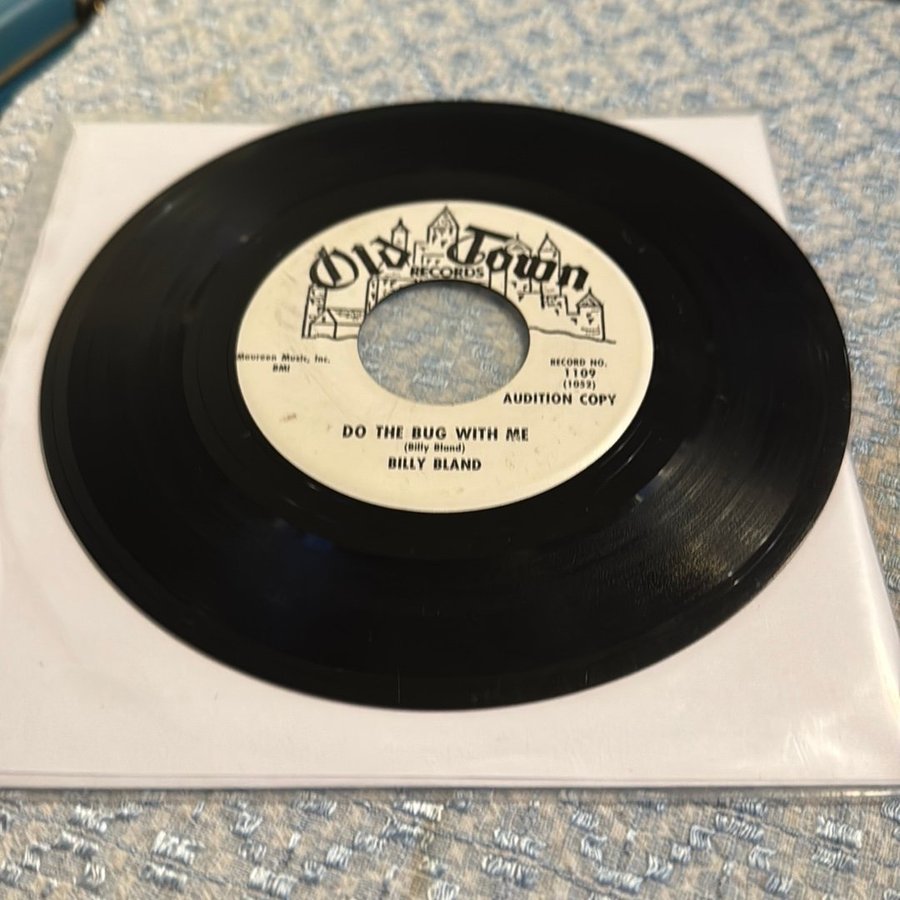 Old Town
RECORDS
Maureen Music, Inc.
BMI
RECORD NO.
1109
(1052)
AUDITION COPY
DO THE BUG WITH ME
(Billy Bland)
BILLY BLAND